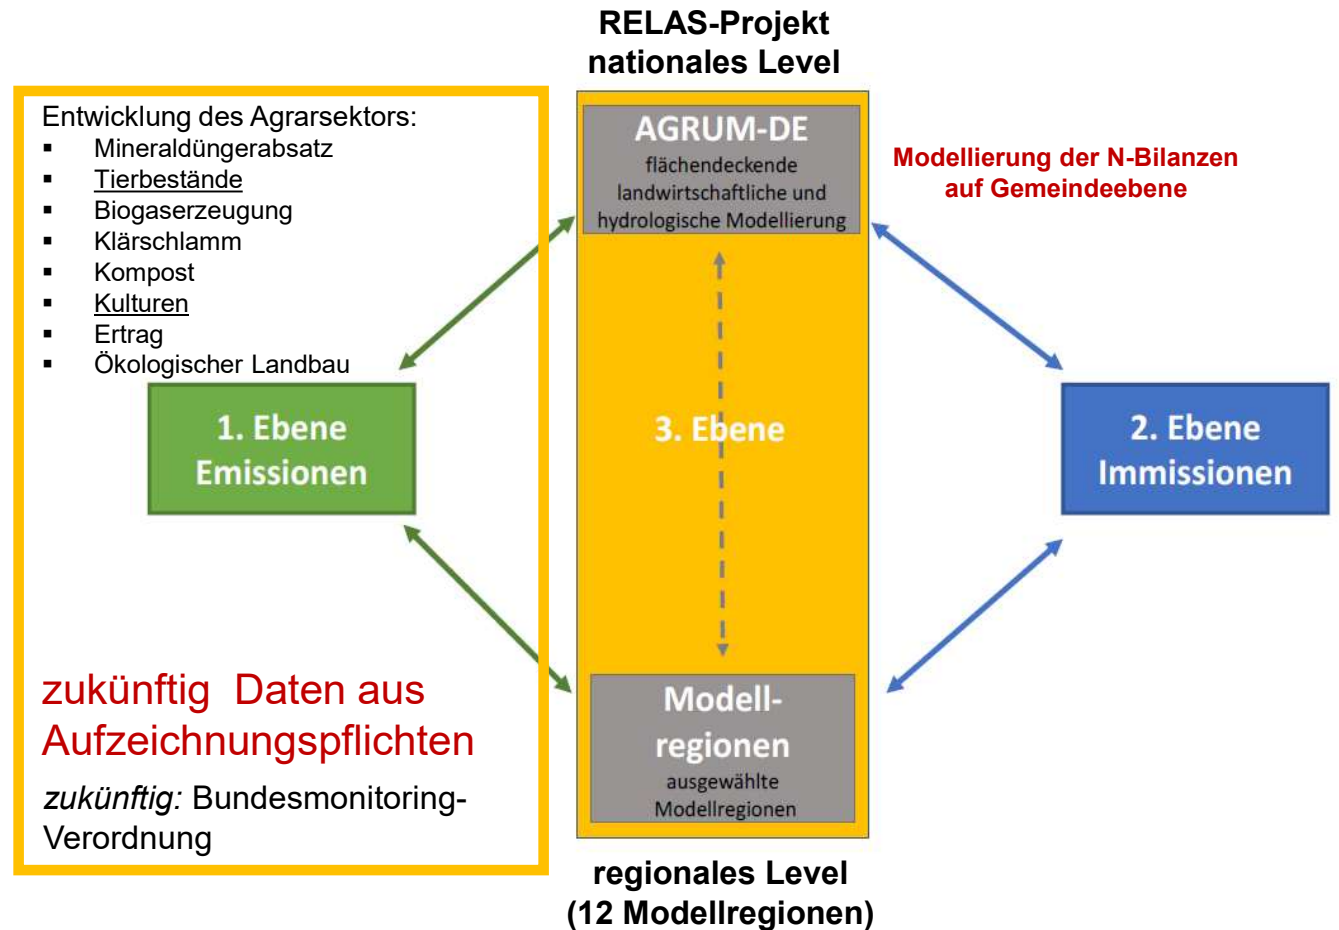 RELAS-Projekt
nationales Level
Entwicklung des Agrarsektors:
▪ Mineraldüngerabsatz
▪ Tierbestände
▪ Biogaserzeugung
▪ Klärschlamm
▪ Kompost
▪ Kulturen
▪ Ertrag
▪ Ökologischer Landbau
AGRUM-DE
flächendeckende
landwirtschaftliche und
hydrologische Modellierung
Modellierung der N-Bilanzen
auf Gemeindeebene
1. Ebene
Emissionen
3. Ebene
2. Ebene
Immissionen
zukünftig Daten aus
Aufzeichnungspflichten
zukünftig: Bundesmonitoring-
Verordnung
Modell-
regionen
ausgewählte
Modellregionen
regionales Level
(12 Modellregionen)